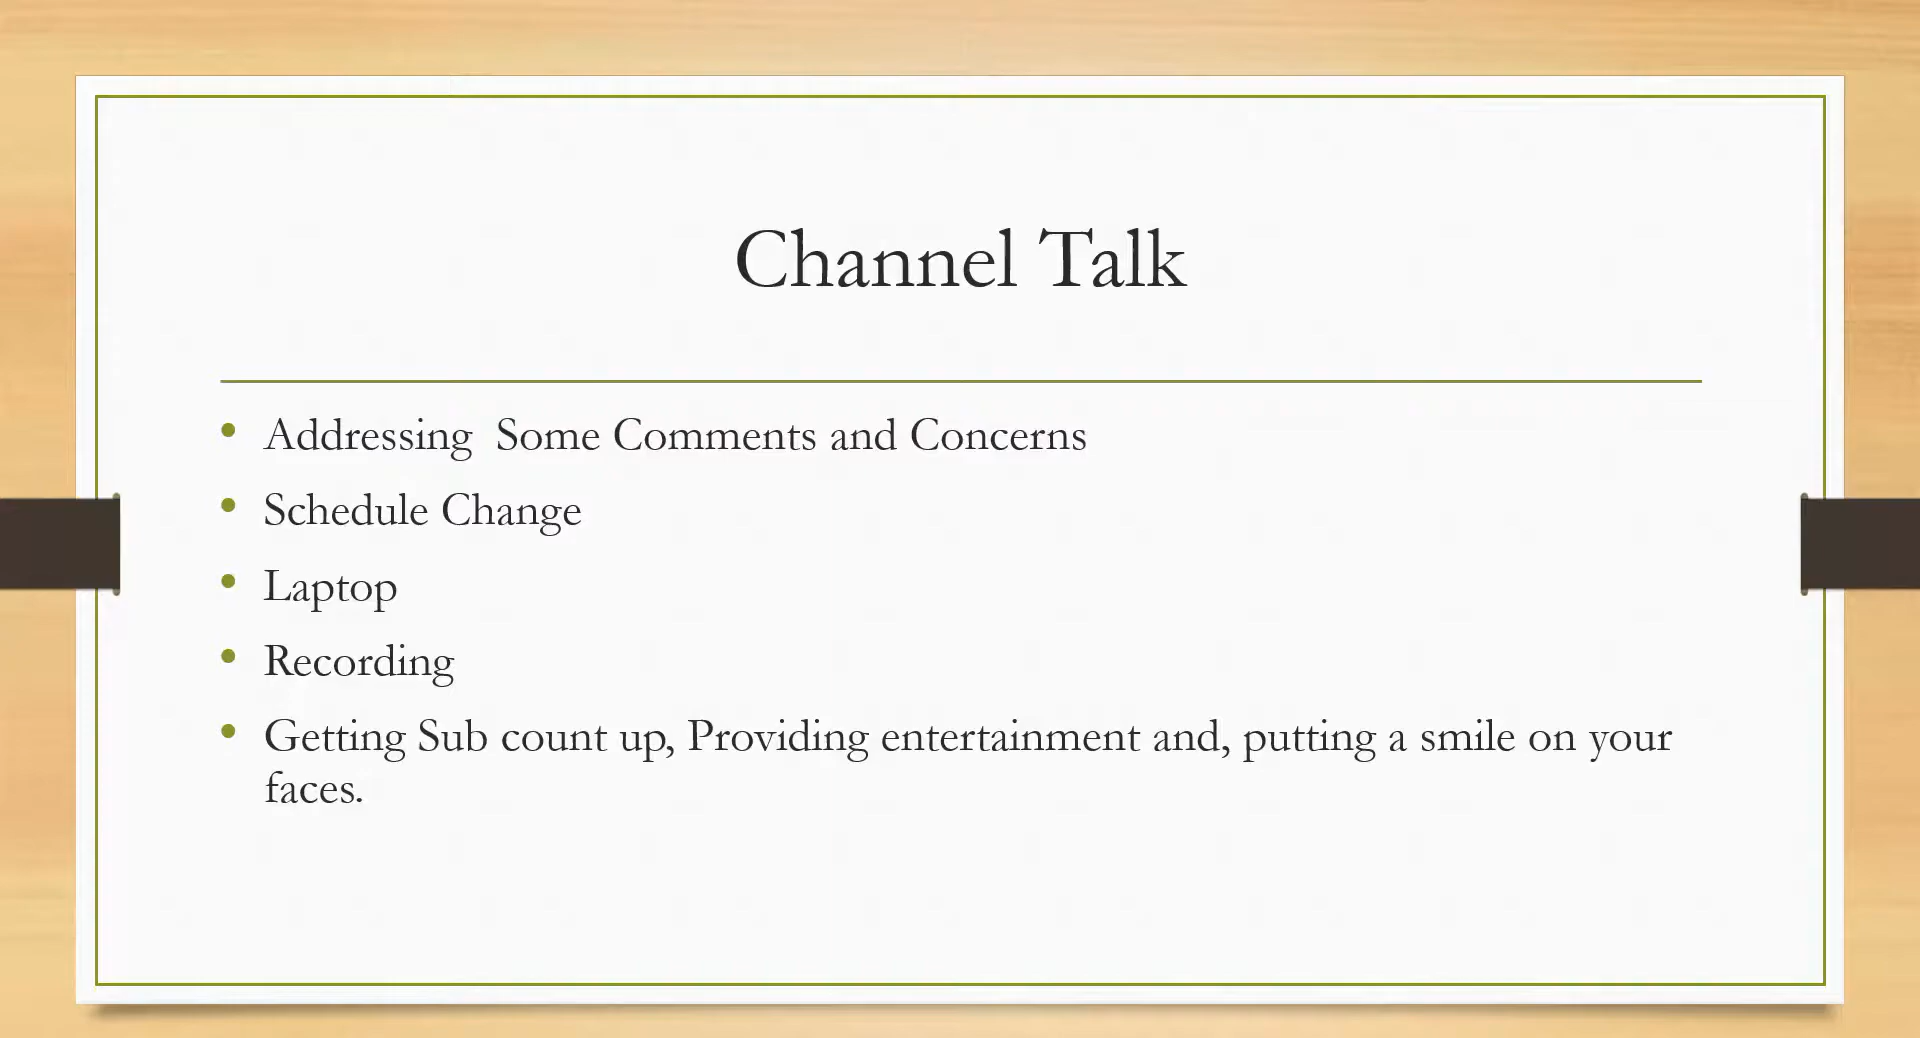 Channel Talk
• Addressing  Some Comments and Concerns
• Schedule Change
• Laptop
• Recording
• Getting Sub count up, Providing entertainment and, putting a smile on your
faces.